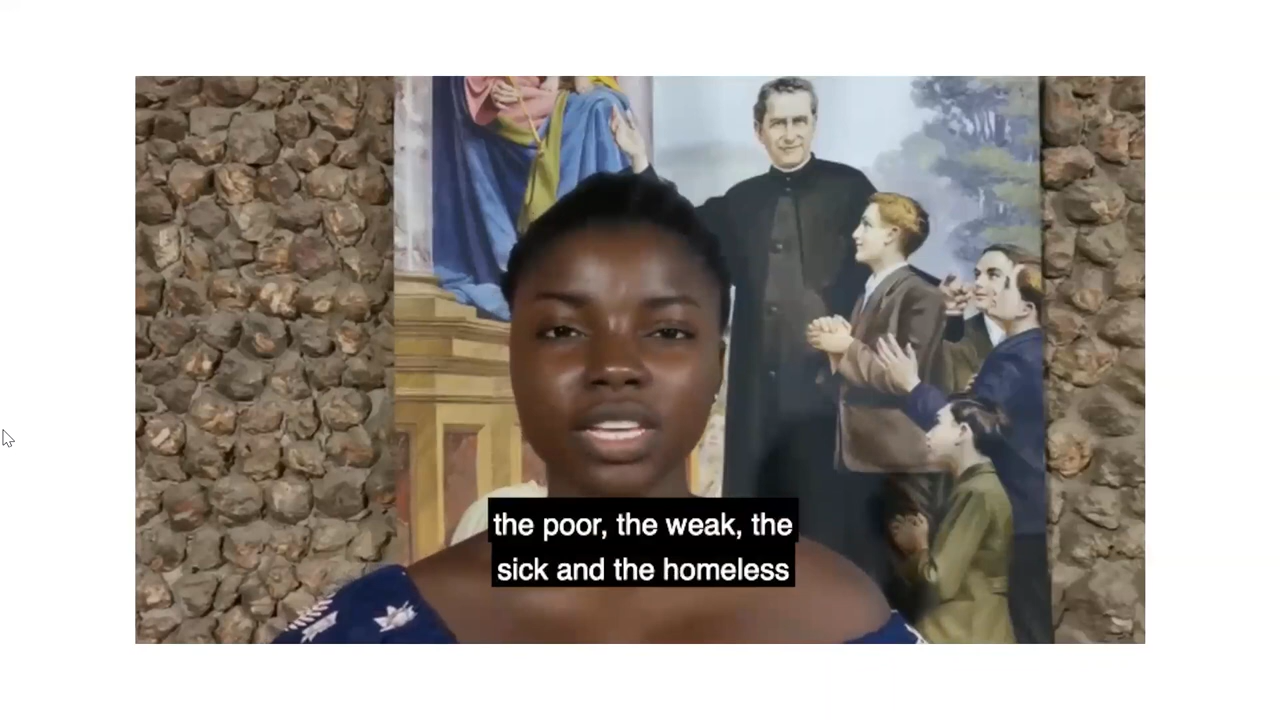 the poor, the weak, the
sick and the homeless